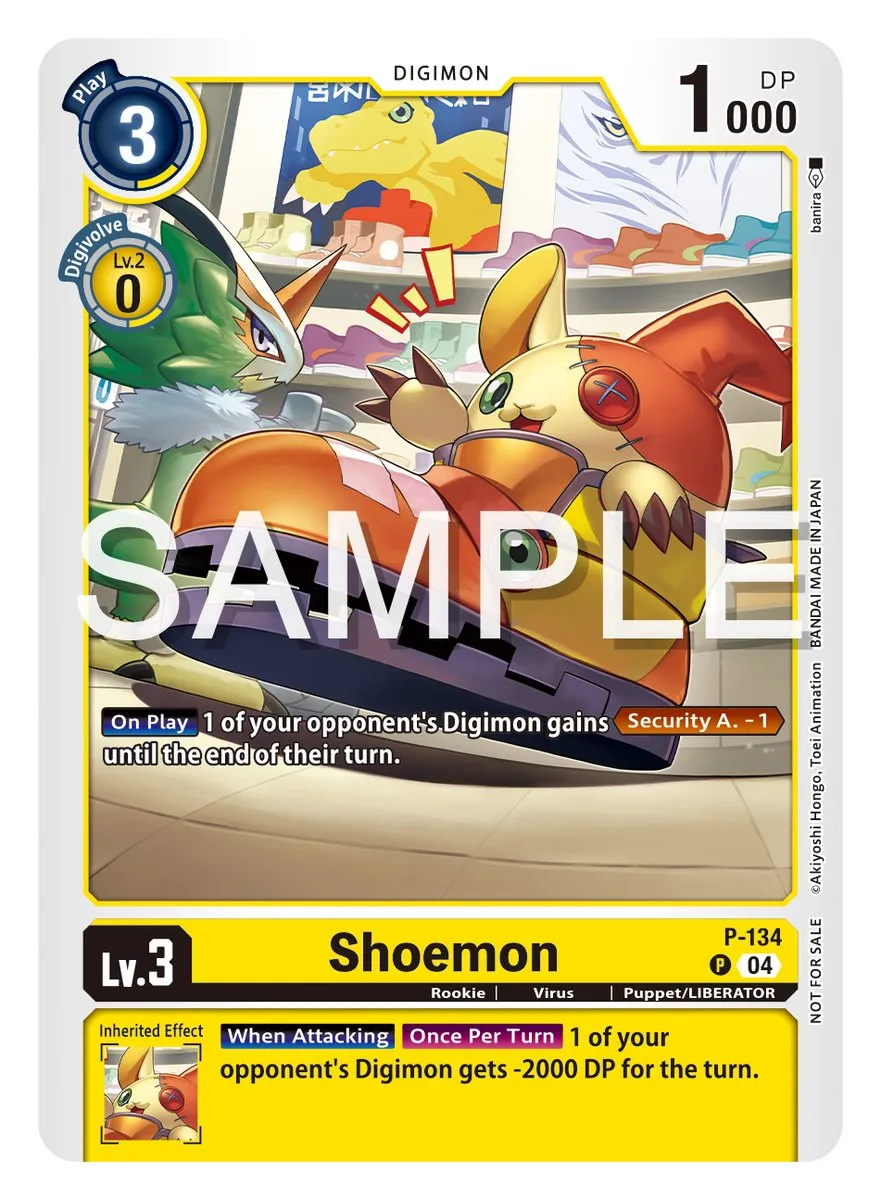 DIGIMON
Play
3
1000
DP
Digivolve
Lv.2
0
banira
SAMPLE
On Play 1 of your opponent's Digimon gains Security A. -1
until the end of their turn.
BANDAI MADE IN JAPAN
©Akiyoshi Hongo, Toei Animation
NOT FOR SALE
Lv.3
Shoemon
P-134
P 04
Rookie | Virus | Puppet/LIBERATOR
Inherited Effect
When Attacking Once Per Turn 1 of your
opponent's Digimon gets -2000 DP for the turn.